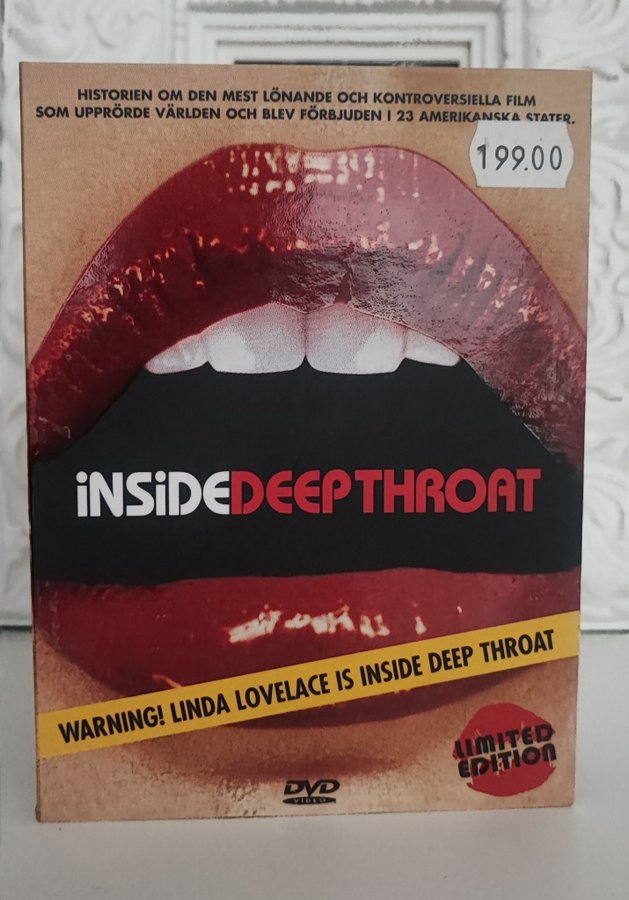 HISTORIEN OM DEN MEST LÖNANDE OCH KONTROVERSIELLA FILM
SOM UPPRÖRDE VÄRLDEN OCH BLEV FÖRBJUDEN I 23 AMERIKANSKA STATER.
199.00
iNSiDEDEEPTHROAT
WARNING! LINDA LOVELACE IS INSIDE DEEP THROAT
LIMITED
EDITION
DVD
VIDEO